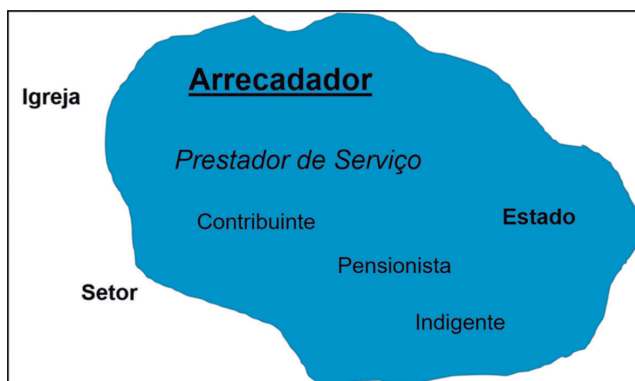 Arrecadador
Igreja
Prestador de Serviço
Contribuinte
Estado
Pensionista
Setor
Indigente